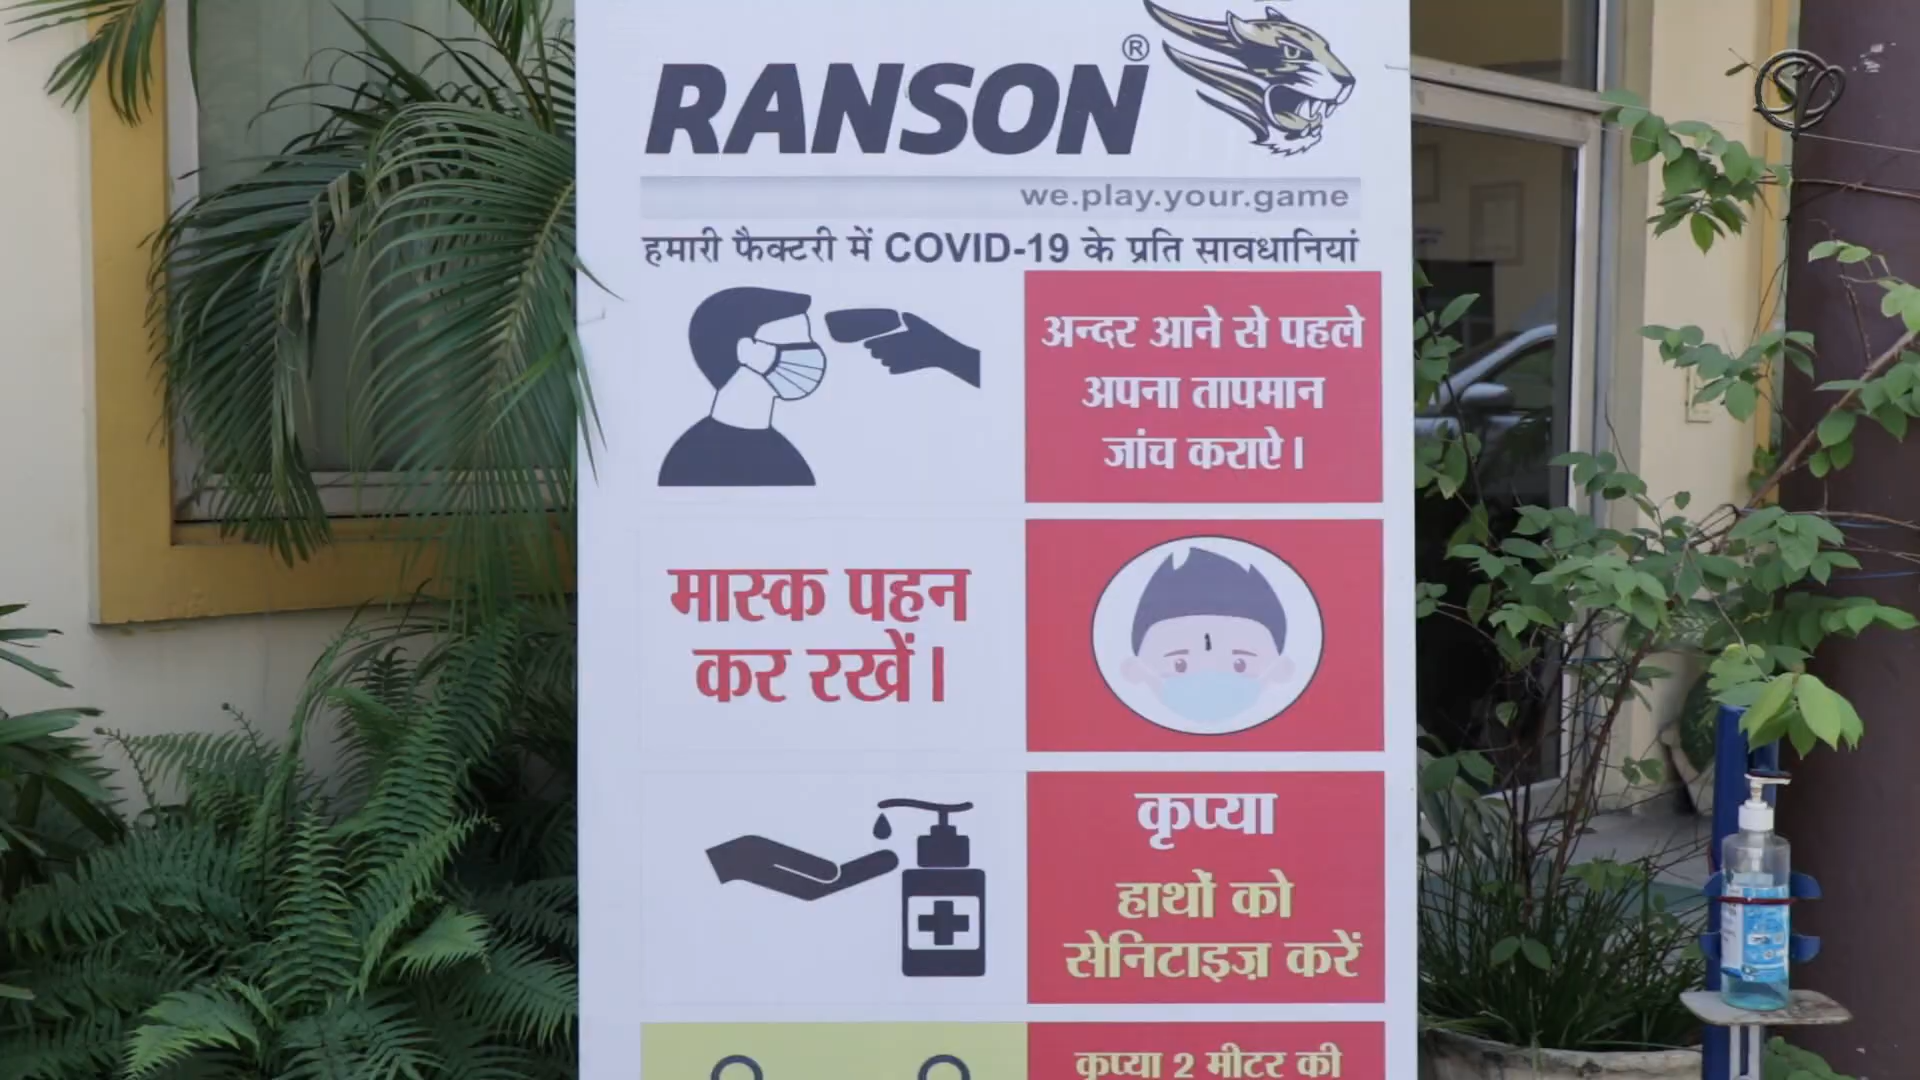 RANSON®
we.play.your.game
हमारी फैक्टरी में COVID-19 के प्रति सावधानियां
अन्दर आने से पहले
अपना तापमान
जांच कराऐ।
मास्क पहन
कर रखें।
कृप्या
हाथों को
सेनिटाइज़ करें
कृप्या 2 मीटर की